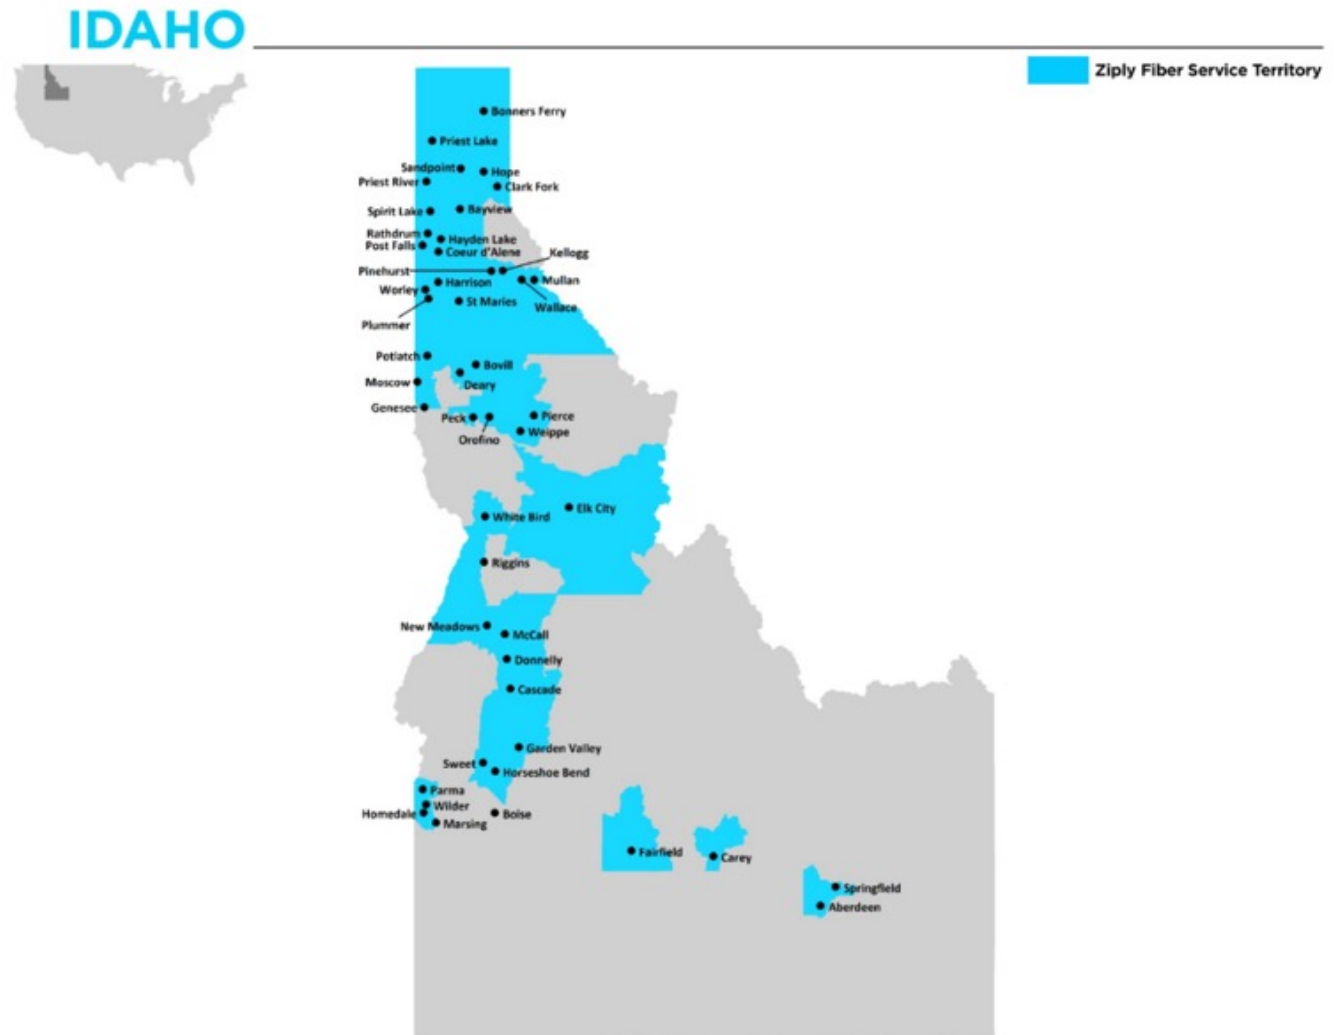 IDAHO
Ziply Fiber Service Territory
Bonners Ferry
Priest Lake
Sandpoint
Hope
Priest River
Clark Fork
Spirit Lake
Bayview
Rathdrum
Hayden Lake
Post Falls
Coeur d'Alene
Kellogg
Pinehurst
Harrison
Mullan
Worley
St Maries
Wallace
Plummer
Potlatch
Bovill
Moscow
Deary
Genesee
Peck
Pierce
Orofino
Weippe
Elk City
White Bird
Riggins
New Meadows
McCall
Donnelly
Cascade
Garden Valley
Sweet
Horseshoe Bend
Parma
Wilder
Homedale
Boise
Marsing
Fairfield
Carey
Springfield
Aberdeen